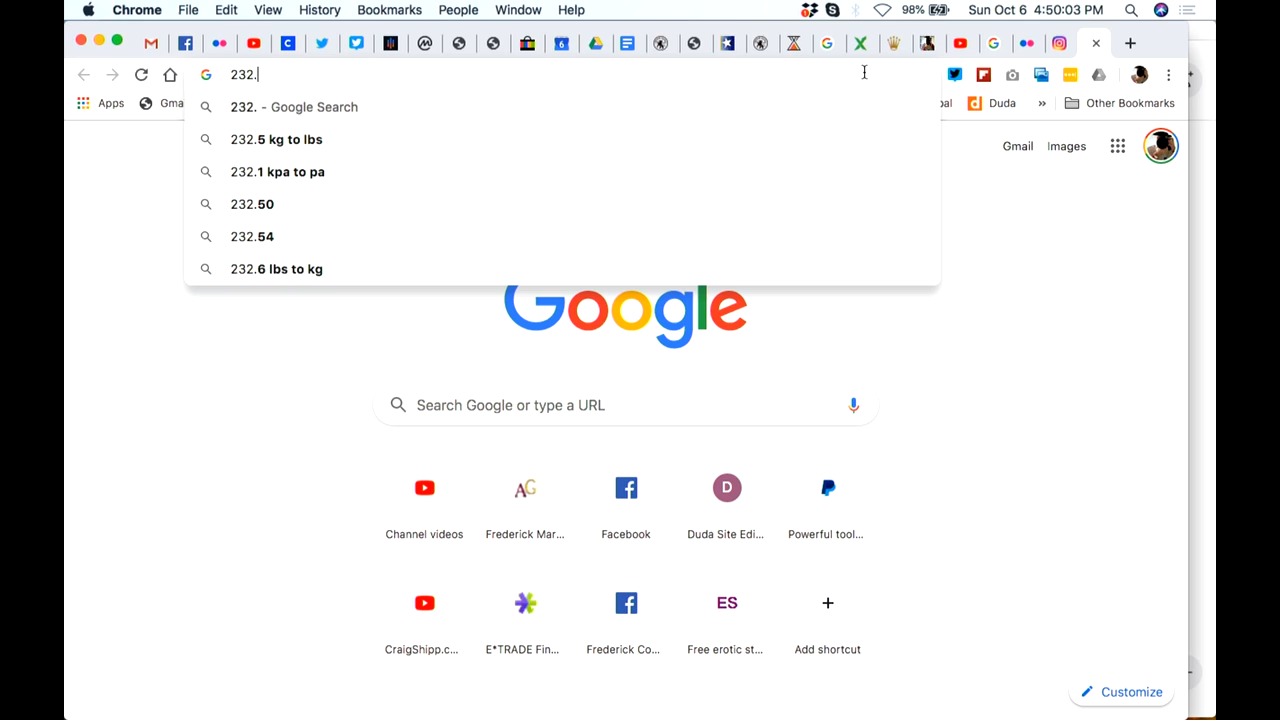 Chrome File Edit View History Bookmarks People Window Help 98% Sun Oct 6 4:50:03 PM
232.
Apps Gma pal Duda » Other Bookmarks
232. - Google Search
232.5 kg to lbs
232.1 kpa to pa
232.50
232.54
232.6 lbs to kg
Gmail Images
Google
Search Google or type a URL
AG D
Channel videos Frederick Mar... Facebook Duda Site Edi... Powerful tool...
ES
CraigShipp.c... E*TRADE Fin... Frederick Co... Free erotic st... Add shortcut
Customize